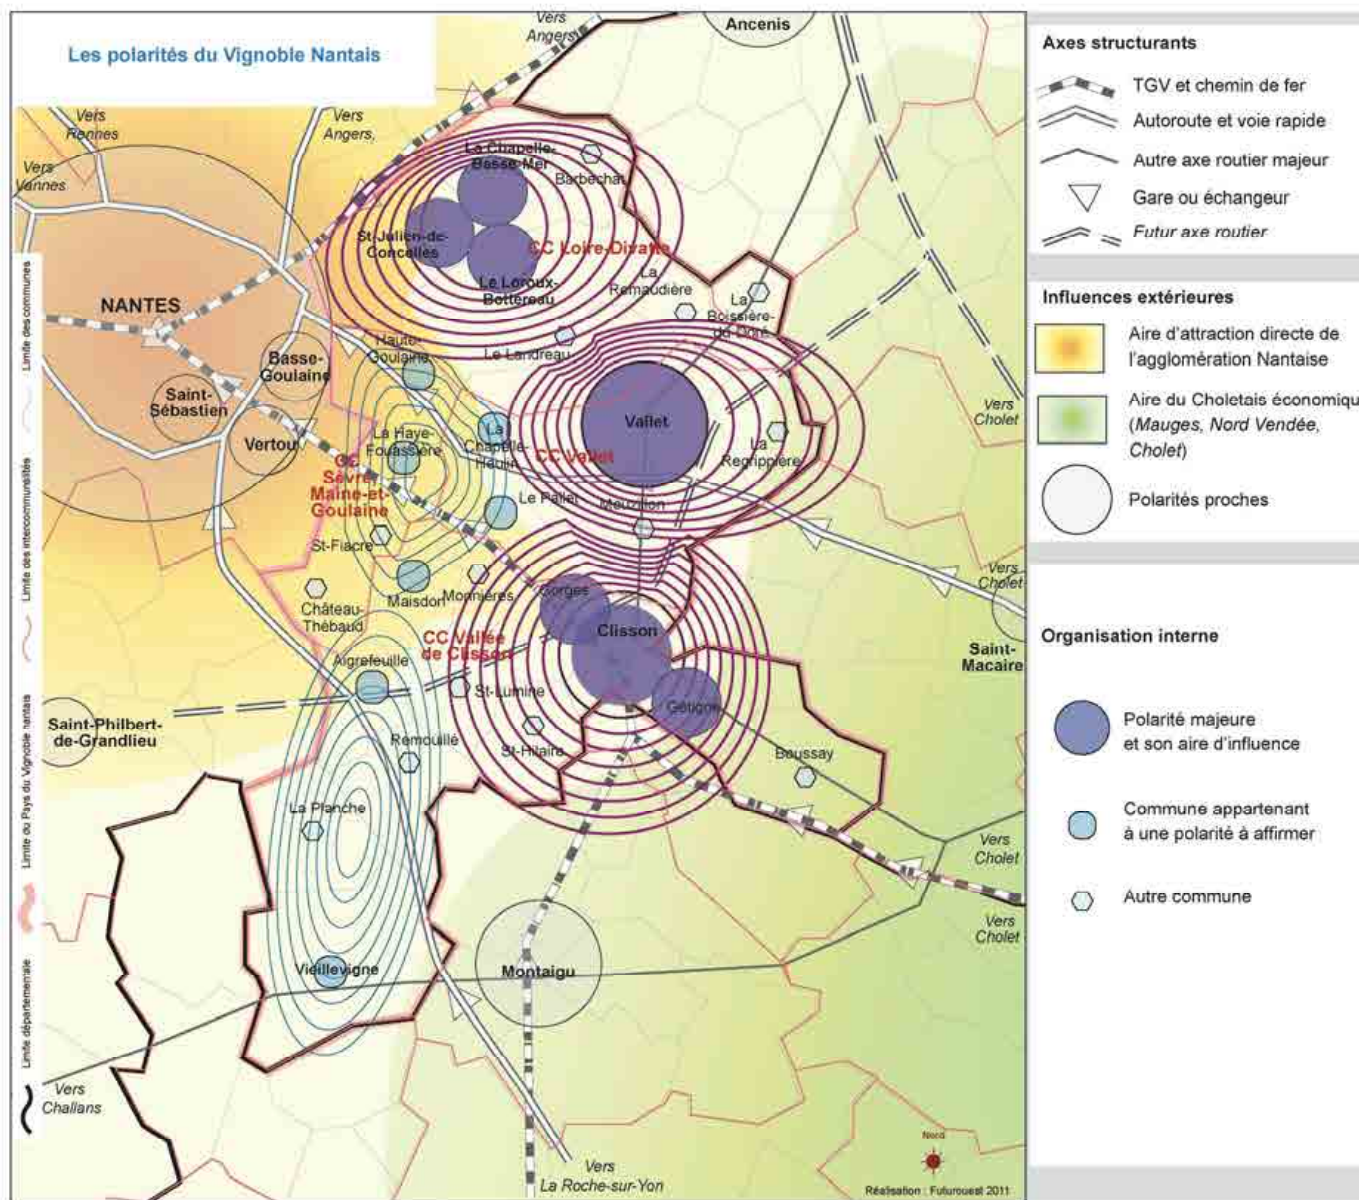 Les polarités du Vignoble Nantais
Vers
Angers
Ancenis
Vers
Rennes
Vers
Angers,
Vers
Vannes
La Chapelle-
Basse-Mer
Barbechat
St-Julien-de-
Concelles
CC Loire-Divatte
Le Loroux-
Bottereau
La
Remaudière
La
Boissière-
du-Doré
NANTES
Haute-
Goulaine
Le Landreau
Basse-
Goulaine
Saint-
Sébastien
Vertou
La Haye-
Fouassière
La
Chapelle-
Heulin
Vallet
CC Vallet
La
Regrippière
Vers
Cholet
CC
Sèvre,
Maine-et-
Goulaine
Le Pallet
Mouzillon
St-Fiacre
Vers
Cholet
Château-
Thébaud
Maisdon
Monnières
Gorges
Clisson
CC Vallée
de Clisson
Saint-
Macaire
Aigrefeuille
St-Lumine
Gétigné
Saint-Philbert-
de-Grandlieu
Remouillé
St-Hilaire
Boussay
La Planche
Vers
Cholet
Vers
Cholet
Vieillevigne
Montaigu
Vers
Challans
Vers
La Roche-sur-Yon
Nord
Réalisation : Futurouest 2011
Limite des communes
Limite des intercommunalités
Limite du Pays du Vignoble nantais
Limite départementale
Axes structurants
TGV et chemin de fer
Autoroute et voie rapide
Autre axe routier majeur
Gare ou échangeur
Futur axe routier
Influences extérieures
Aire d'attraction directe de
l'agglomération Nantaise
Aire du Choletais économique
(Mauges, Nord Vendée,
Cholet)
Polarités proches
Organisation interne
Polarité majeure
et son aire d'influence
Commune appartenant
à une polarité à affirmer
Autre commune